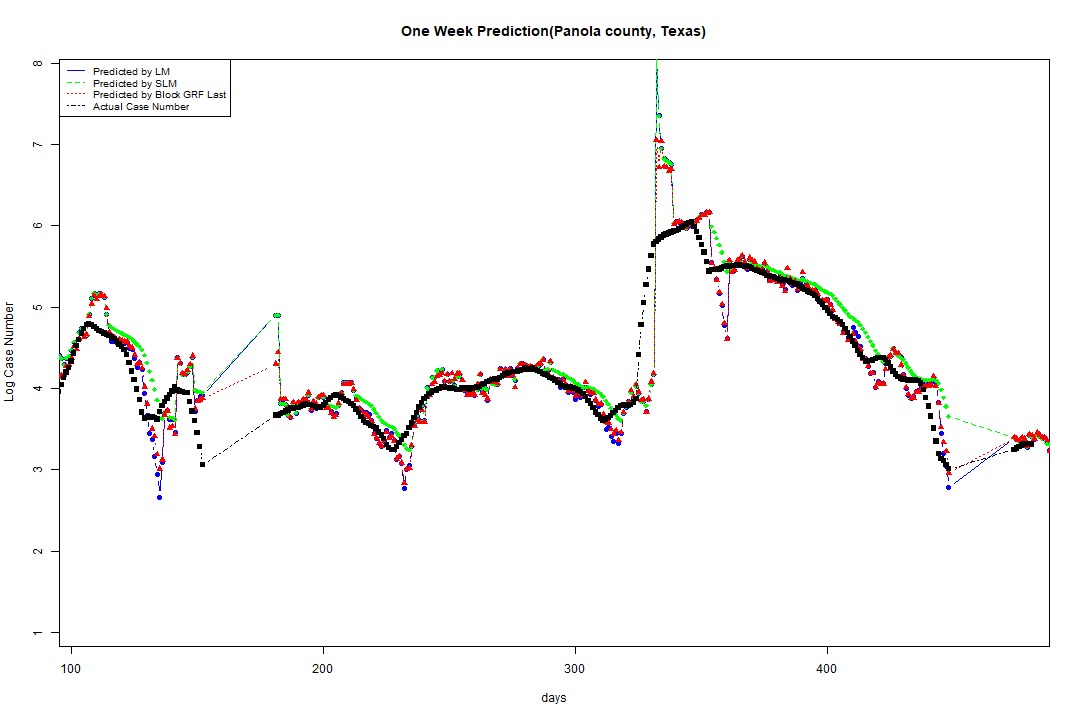 One Week Prediction(Panola county, Texas)
Predicted by LM
Predicted by SLM
Predicted by Block GRF Last
Actual Case Number
8
7
6
5
4
3
2
1
Log Case Number
100
200
300
400
days